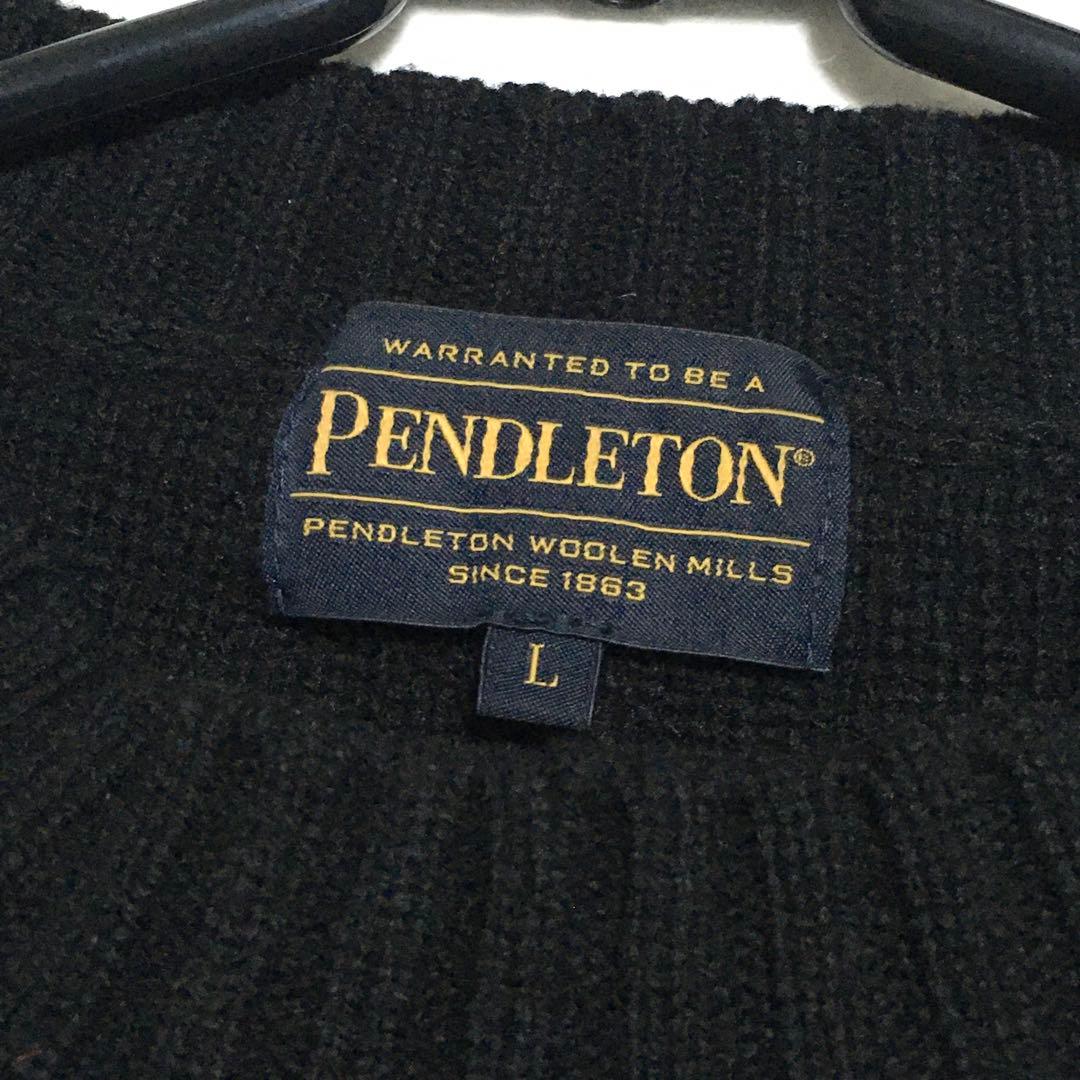 WARRANTED TO BE A
PENDLETON®
PENDLETON WOOLEN MILLS
SINCE 1863
L